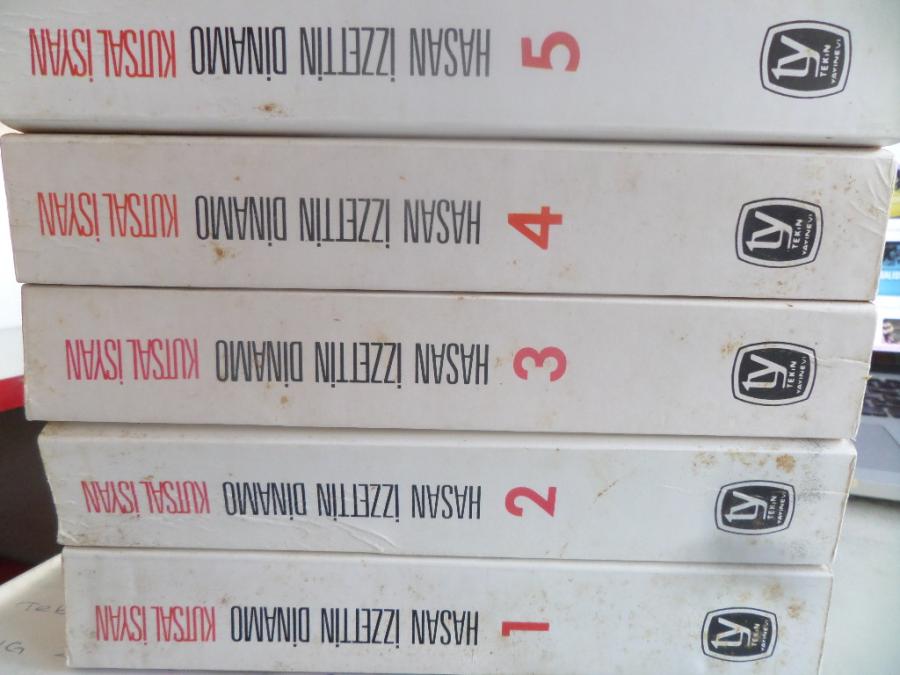 KUTSAL İSYAN HASAN İZZETTİN DİNAMO 5 ty TEKİN YAYINEVİ
KUTSAL İSYAN HASAN İZZETTİN DİNAMO 4 ty TEKİN YAYINEVİ
KUTSAL İSYAN HASAN İZZETTİN DİNAMO 3 ty TEKİN YAYINEVİ
KUTSAL İSYAN HASAN İZZETTİN DİNAMO 2 ty TEKİN YAYINEVİ
KUTSAL İSYAN HASAN İZZETTİN DİNAMO 1 ty TEKİN YAYINEVİ